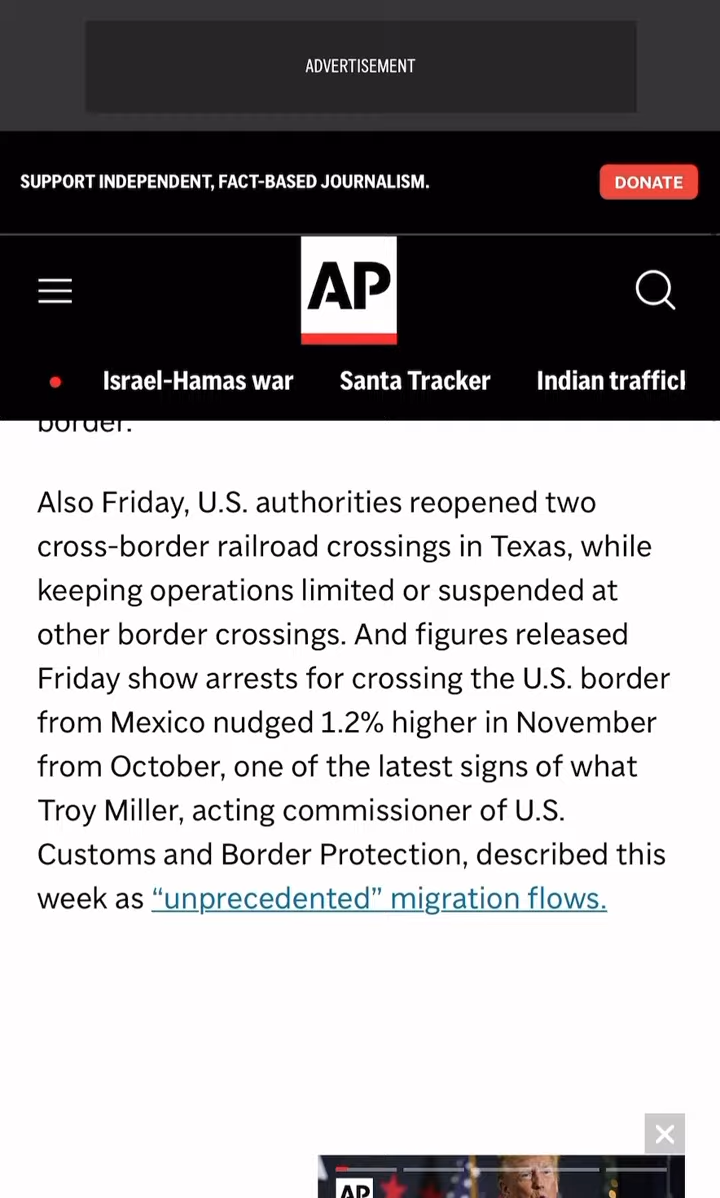 ADVERTISEMENT
SUPPORT INDEPENDENT, FACT-BASED JOURNALISM.
DONATE
AP
Israel-Hamas war Santa Tracker Indian traffick
border.
Also Friday, U.S. authorities reopened two
cross-border railroad crossings in Texas, while
keeping operations limited or suspended at
other border crossings. And figures released
Friday show arrests for crossing the U.S. border
from Mexico nudged 1.2% higher in November
from October, one of the latest signs of what
Troy Miller, acting commissioner of U.S.
Customs and Border Protection, described this
week as “unprecedented” migration flows.
AP